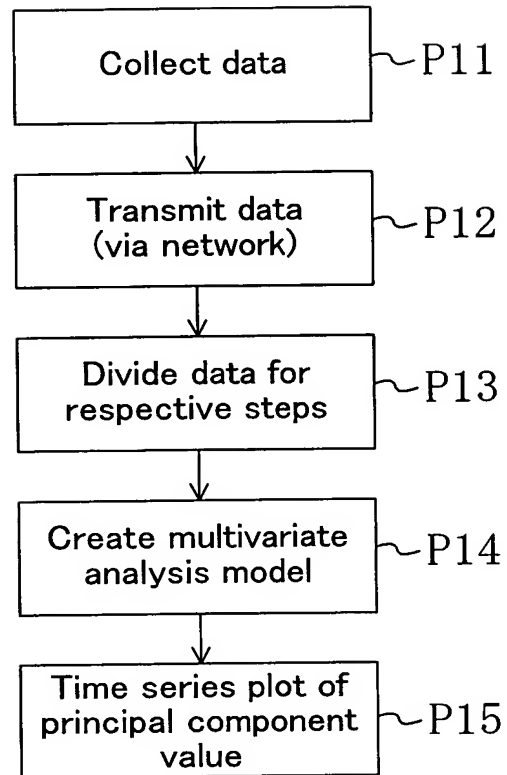 Collect data
P11
Transmit data
(via network)
P12
Divide data for
respective steps
P13
Create multivariate
analysis model
P14
Time series plot of
principal component
value
P15